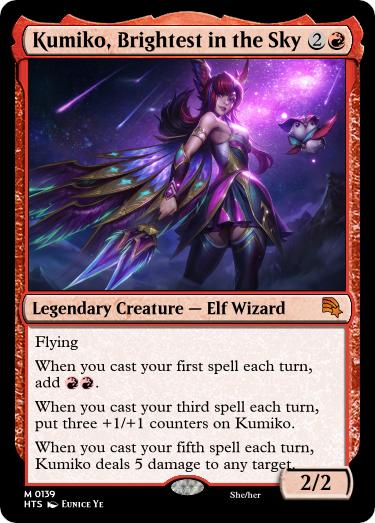 Kumiko, Brightest in the Sky 2
Legendary Creature — Elf Wizard
Flying
When you cast your first spell each turn,
add.
When you cast your third spell each turn,
put three +1/+1 counters on Kumiko.
When you cast your fifth spell each turn,
Kumiko deals 5 damage to any target.
2/2
M 0139
HTS Eunice Ye
She/her